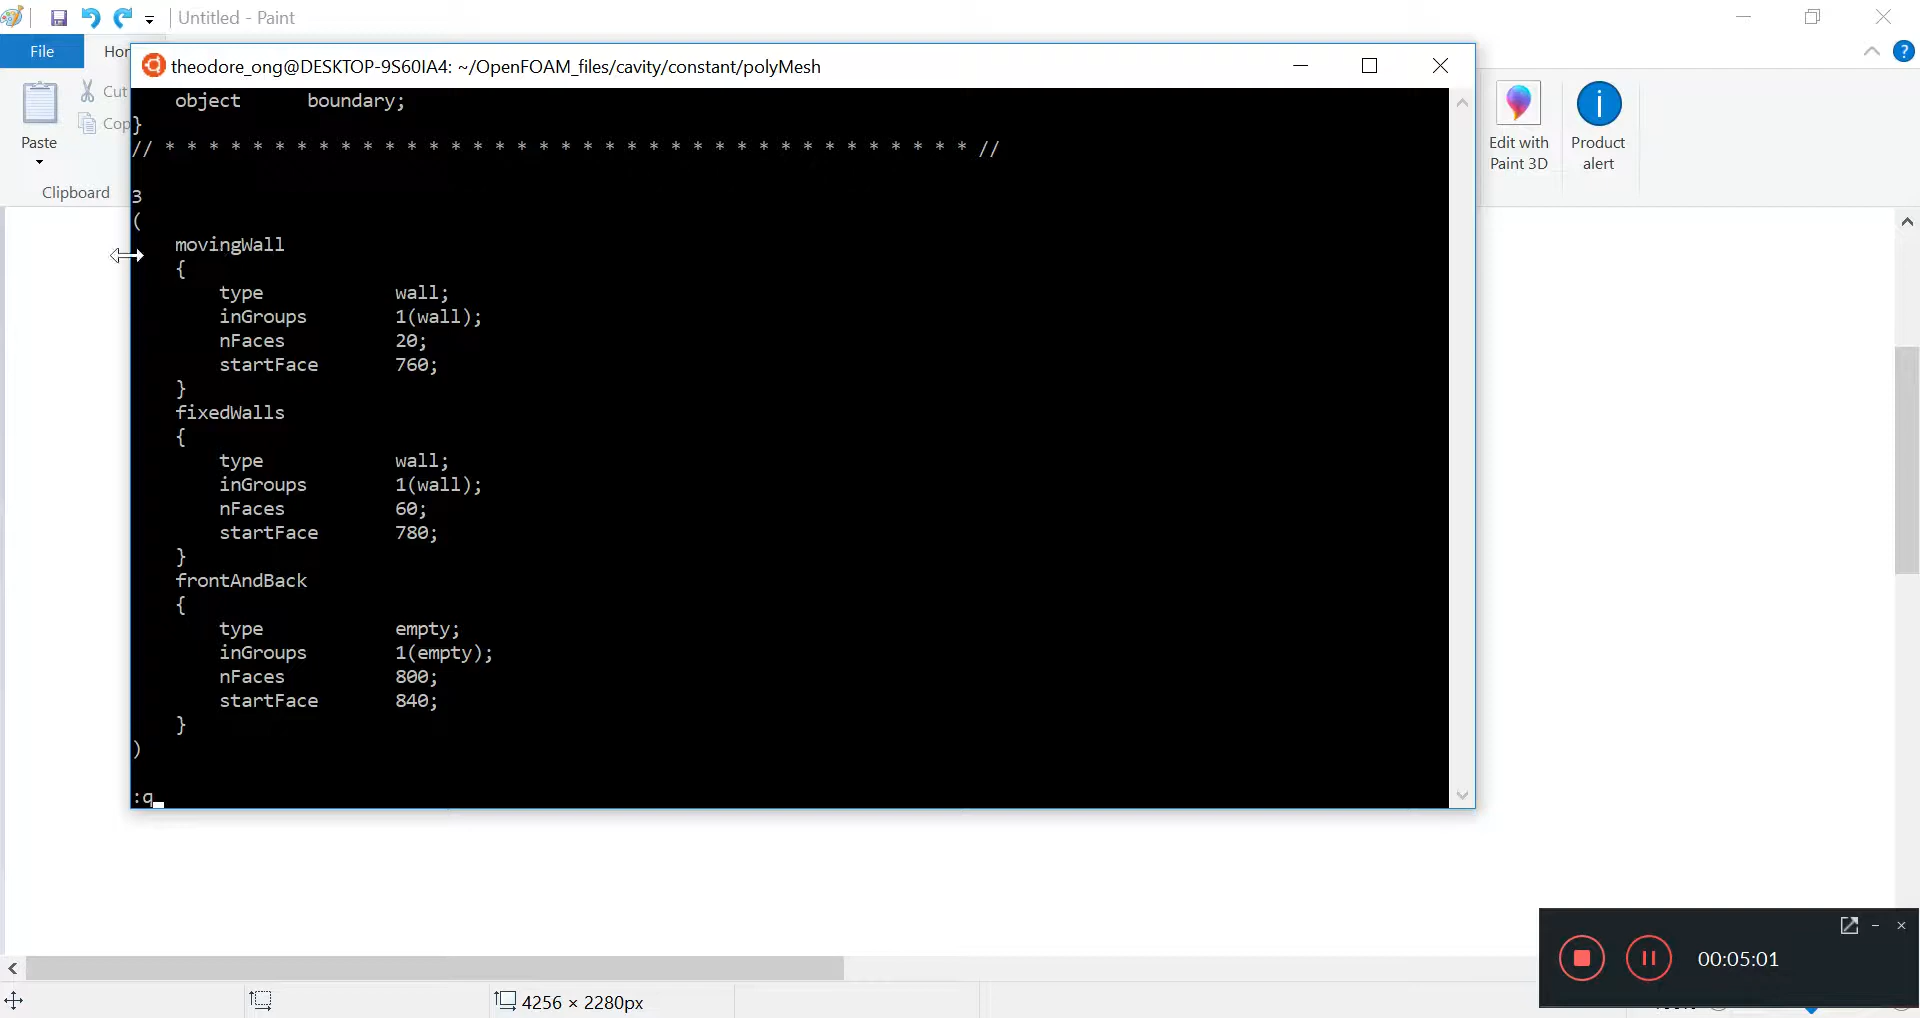 Untitled - Paint
File
Hor
theodore_ong@DESKTOP-9S60IA4: ~/OpenFOAM_files/cavity/constant/polyMesh
Paste
Cut
Cop
Clipboard
Edit with
Paint 3D
Product
alert
object      boundary;
}
// * * * * * * * * * * * * * * * * * * * * * * * * * * * * * * * * * * * * * //
3
(
movingWall
{
type            wall;
inGroups        1(wall);
nFaces          20;
startFace       760;
}
fixedWalls
{
type            wall;
inGroups        1(wall);
nFaces          60;
startFace       780;
}
frontAndBack
{
type            empty;
inGroups        1(empty);
nFaces          800;
startFace       840;
}
)
:q
00:05:01
4256 × 2280px